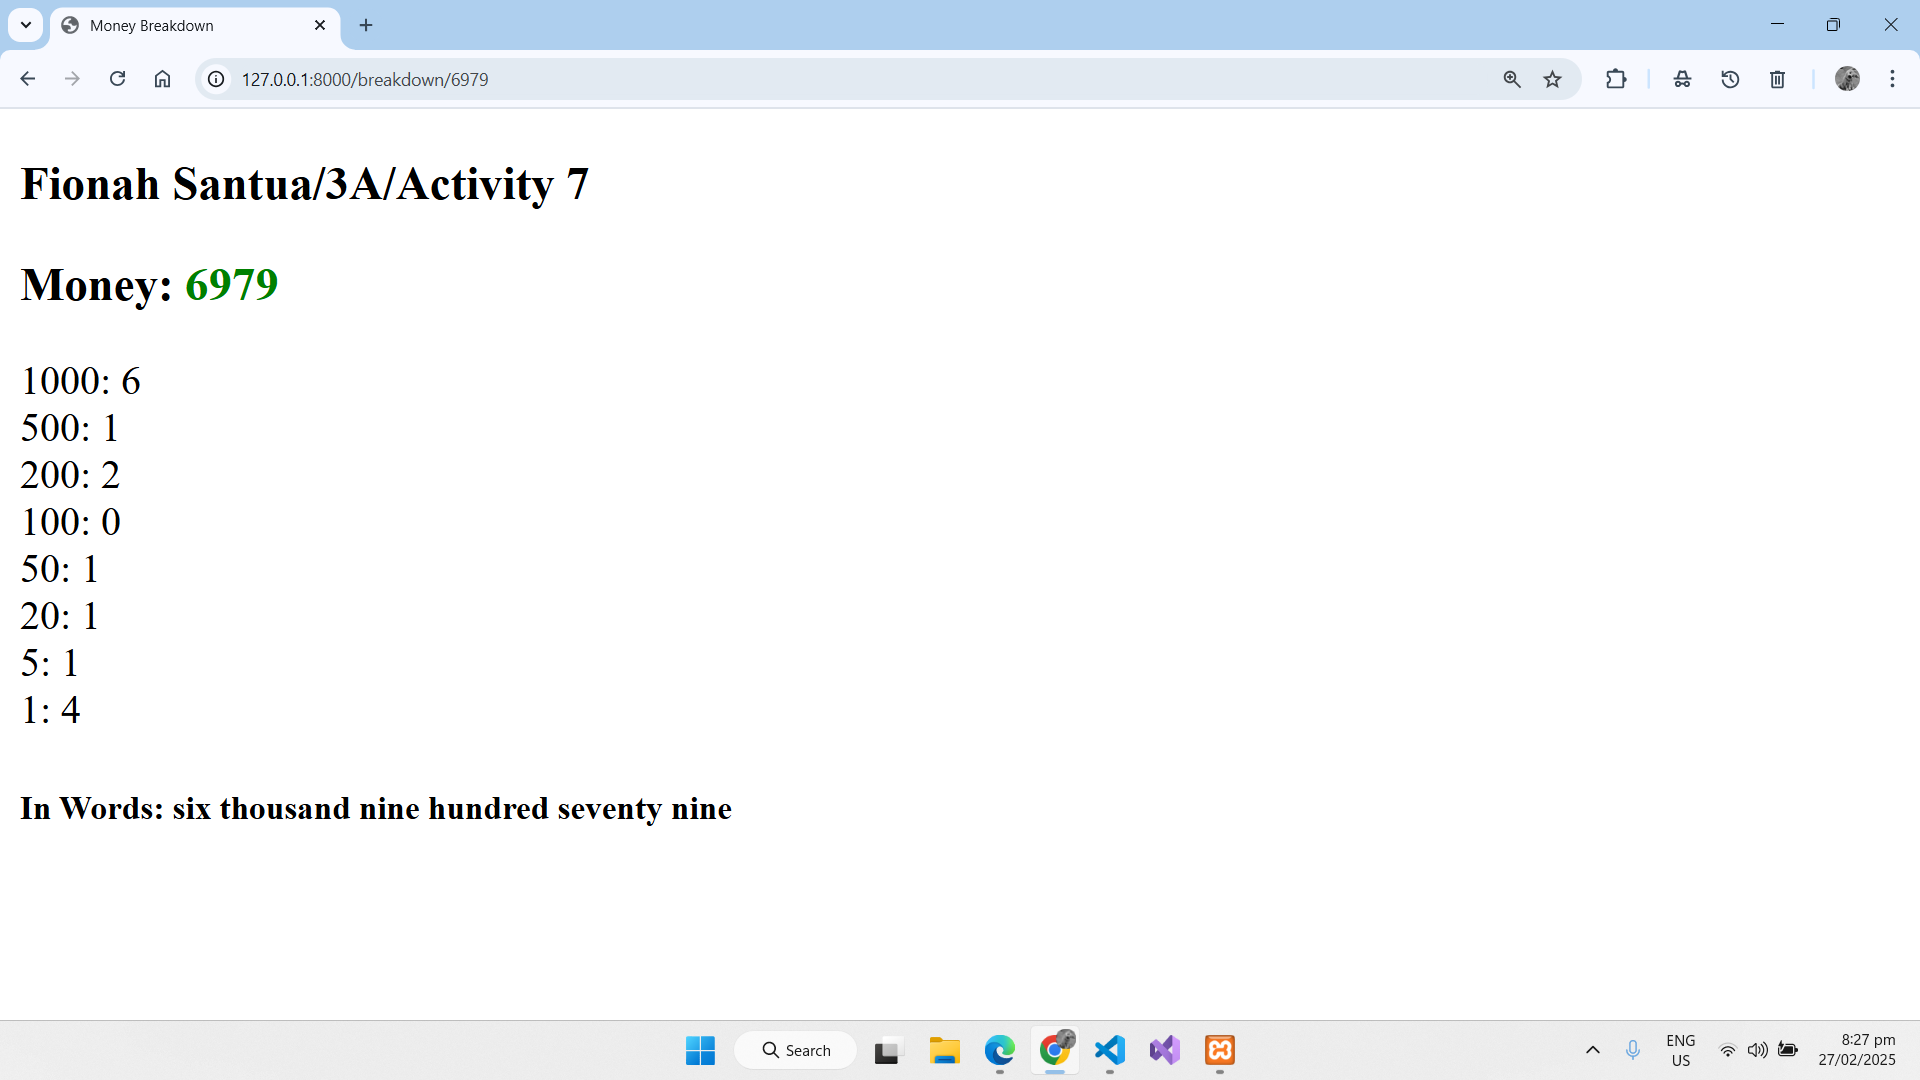 Money Breakdown
127.0.0.1:8000/breakdown/6979
Fionah Santua/3A/Activity 7
Money: 6979
1000: 6
500: 1
200: 2
100: 0
50: 1
20: 1
5: 1
1: 4
In Words: six thousand nine hundred seventy nine
Search
ENG
US
8:27 pm
27/02/2025